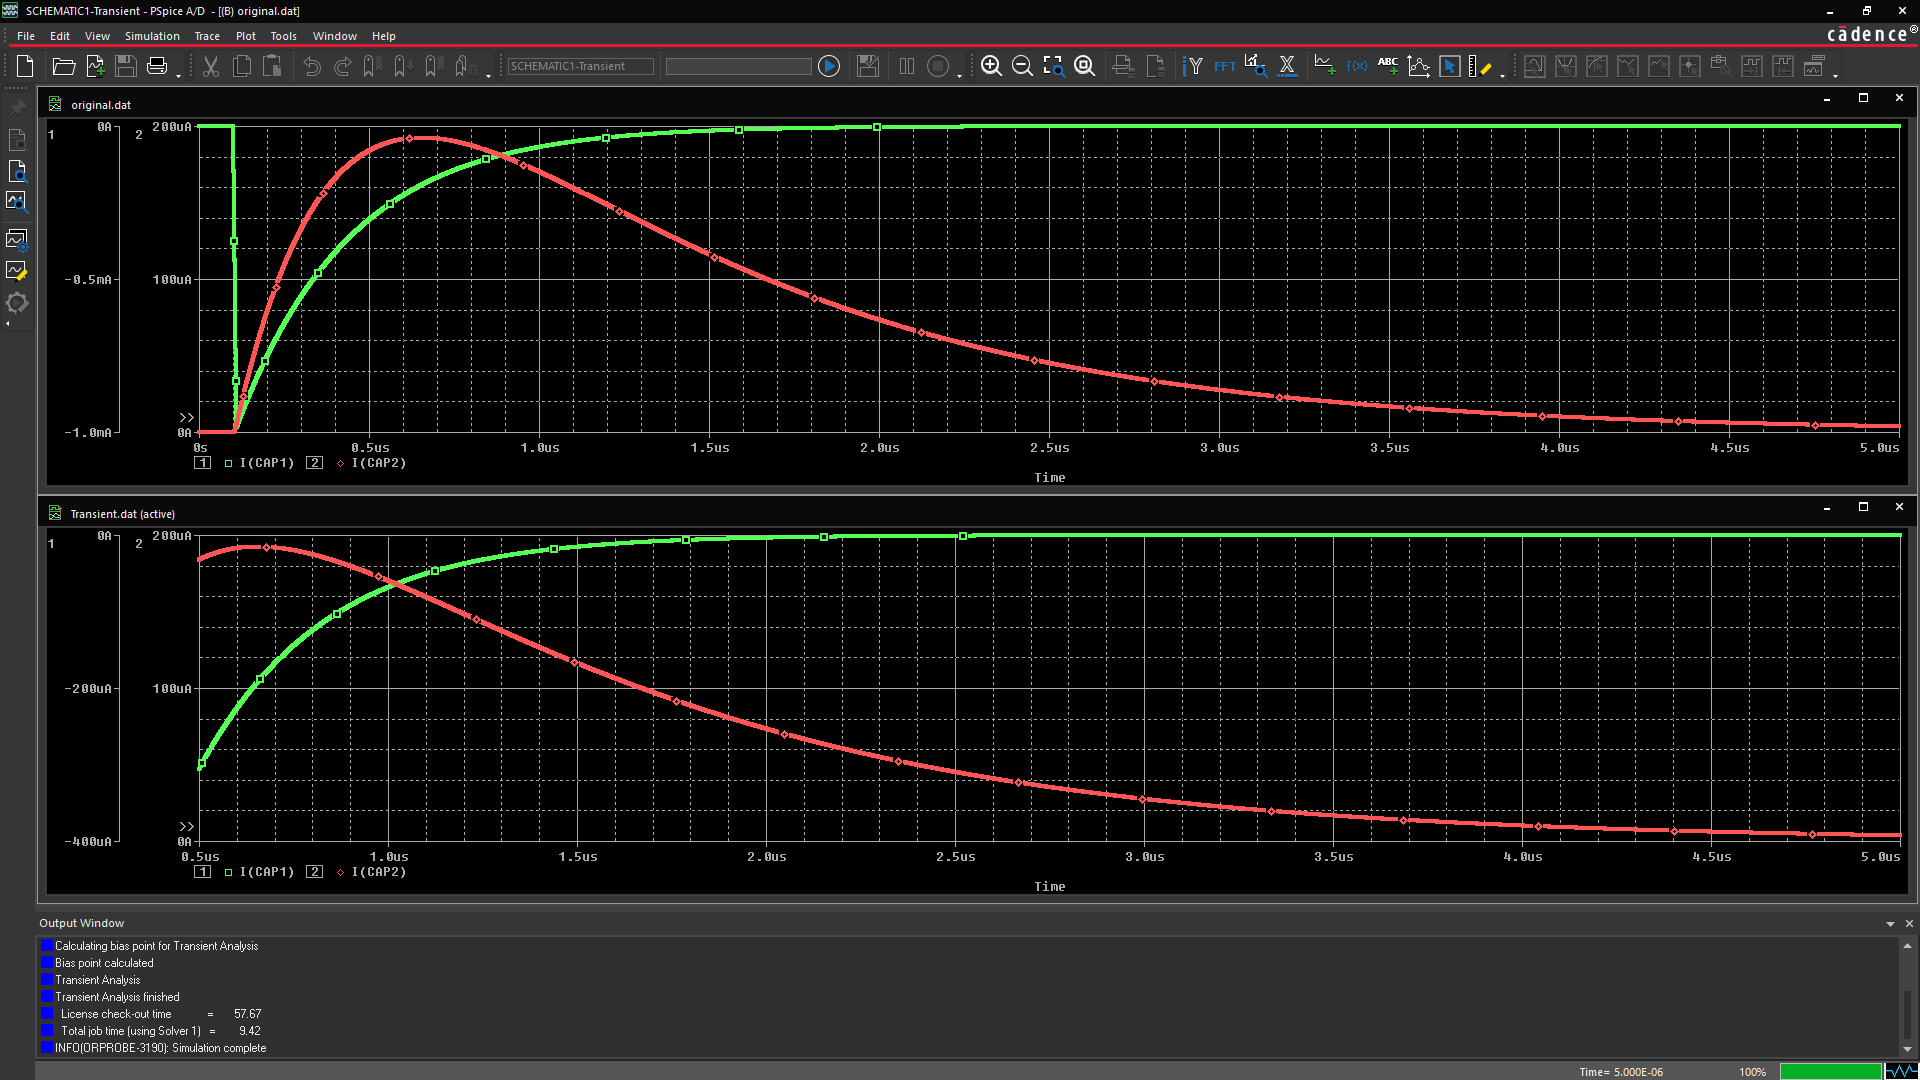 SCHEMATIC1-Transient - PSpice A/D - [(B) original.dat]
File Edit View Simulation Trace Plot Tools Window Help
cādence®
SCHEMATIC1-Transient
FFT
f(x)
ABC
original.dat
1 0A 2 200uA
-0.5mA 100uA
>>
-1.0mA 0A
0s 0.5us 1.0us 1.5us 2.0us 2.5us 3.0us 3.5us 4.0us 4.5us 5.0us
1 I(CAP1) 2 I(CAP2)
Time
Transient.dat (active)
1 0A 2 200uA
-200uA 100uA
>>
-400uA 0A
0.5us 1.0us 1.5us 2.0us 2.5us 3.0us 3.5us 4.0us 4.5us 5.0us
1 I(CAP1) 2 I(CAP2)
Time
Output Window
Calculating bias point for Transient Analysis
Bias point calculated
Transient Analysis
Transient Analysis finished
License check-out time = 57.67
Total job time (using Solver 1) = 9.42
INFO(ORPROBE-3190): Simulation complete
Time= 5.000E-06 100%